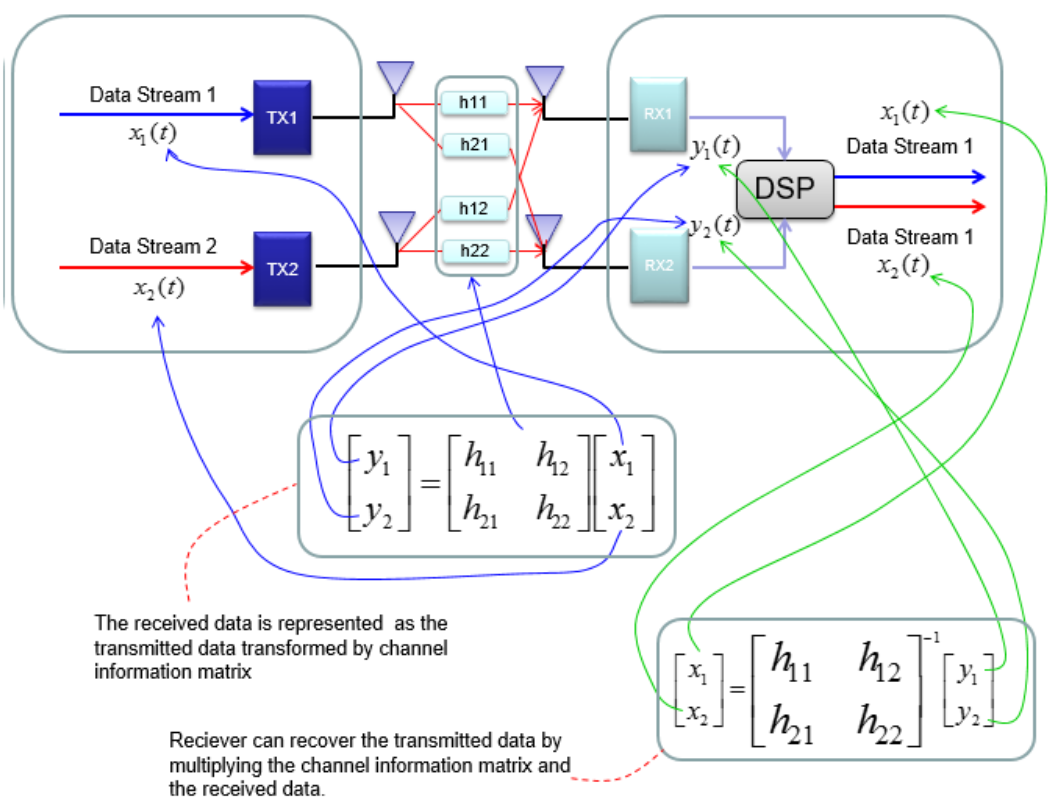 Data Stream 1
x₁(t)
TX1
h11
h21
h12
h22
RX1
y₁(t)
x₁(t)
Data Stream 1
DSP
Data Stream 2
x₂(t)
TX2
RX2
y₂(t)
Data Stream 1
x₂(t)
[y₁ y₂] = [h₁₁ h₁₂ h₂₁ h₂₂] [x₁ x₂]
The received data is represented as the
transmitted data transformed by channel
information matrix
[x₁ x₂] = [h₁₁ h₁₂ h₂₁ h₂₂]⁻¹ [y₁ y₂]
Reciever can recover the transmitted data by
multiplying the channel information matrix and
the received data.